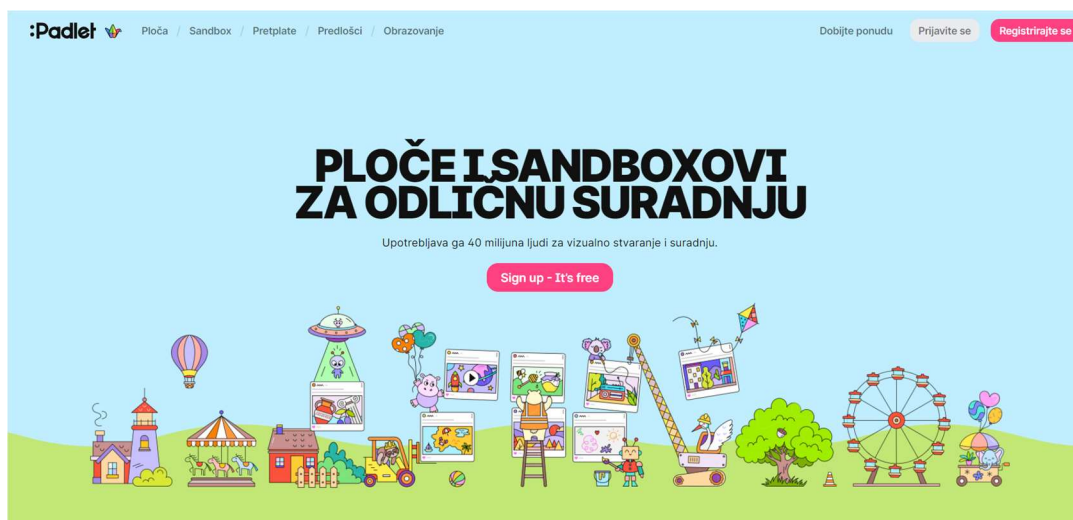 :Padlet
Ploča / Sandbox / Pretplate / Predlošci / Obrazovanje
Dobijte ponudu
Prijavite se
Registrirajte se
PLOČE I SANDBOXOVI
ZA ODLIČNU SURADNJU
Upotrebljava ga 40 milijuna ljudi za vizualno stvaranje i suradnju.
Sign up - It's free